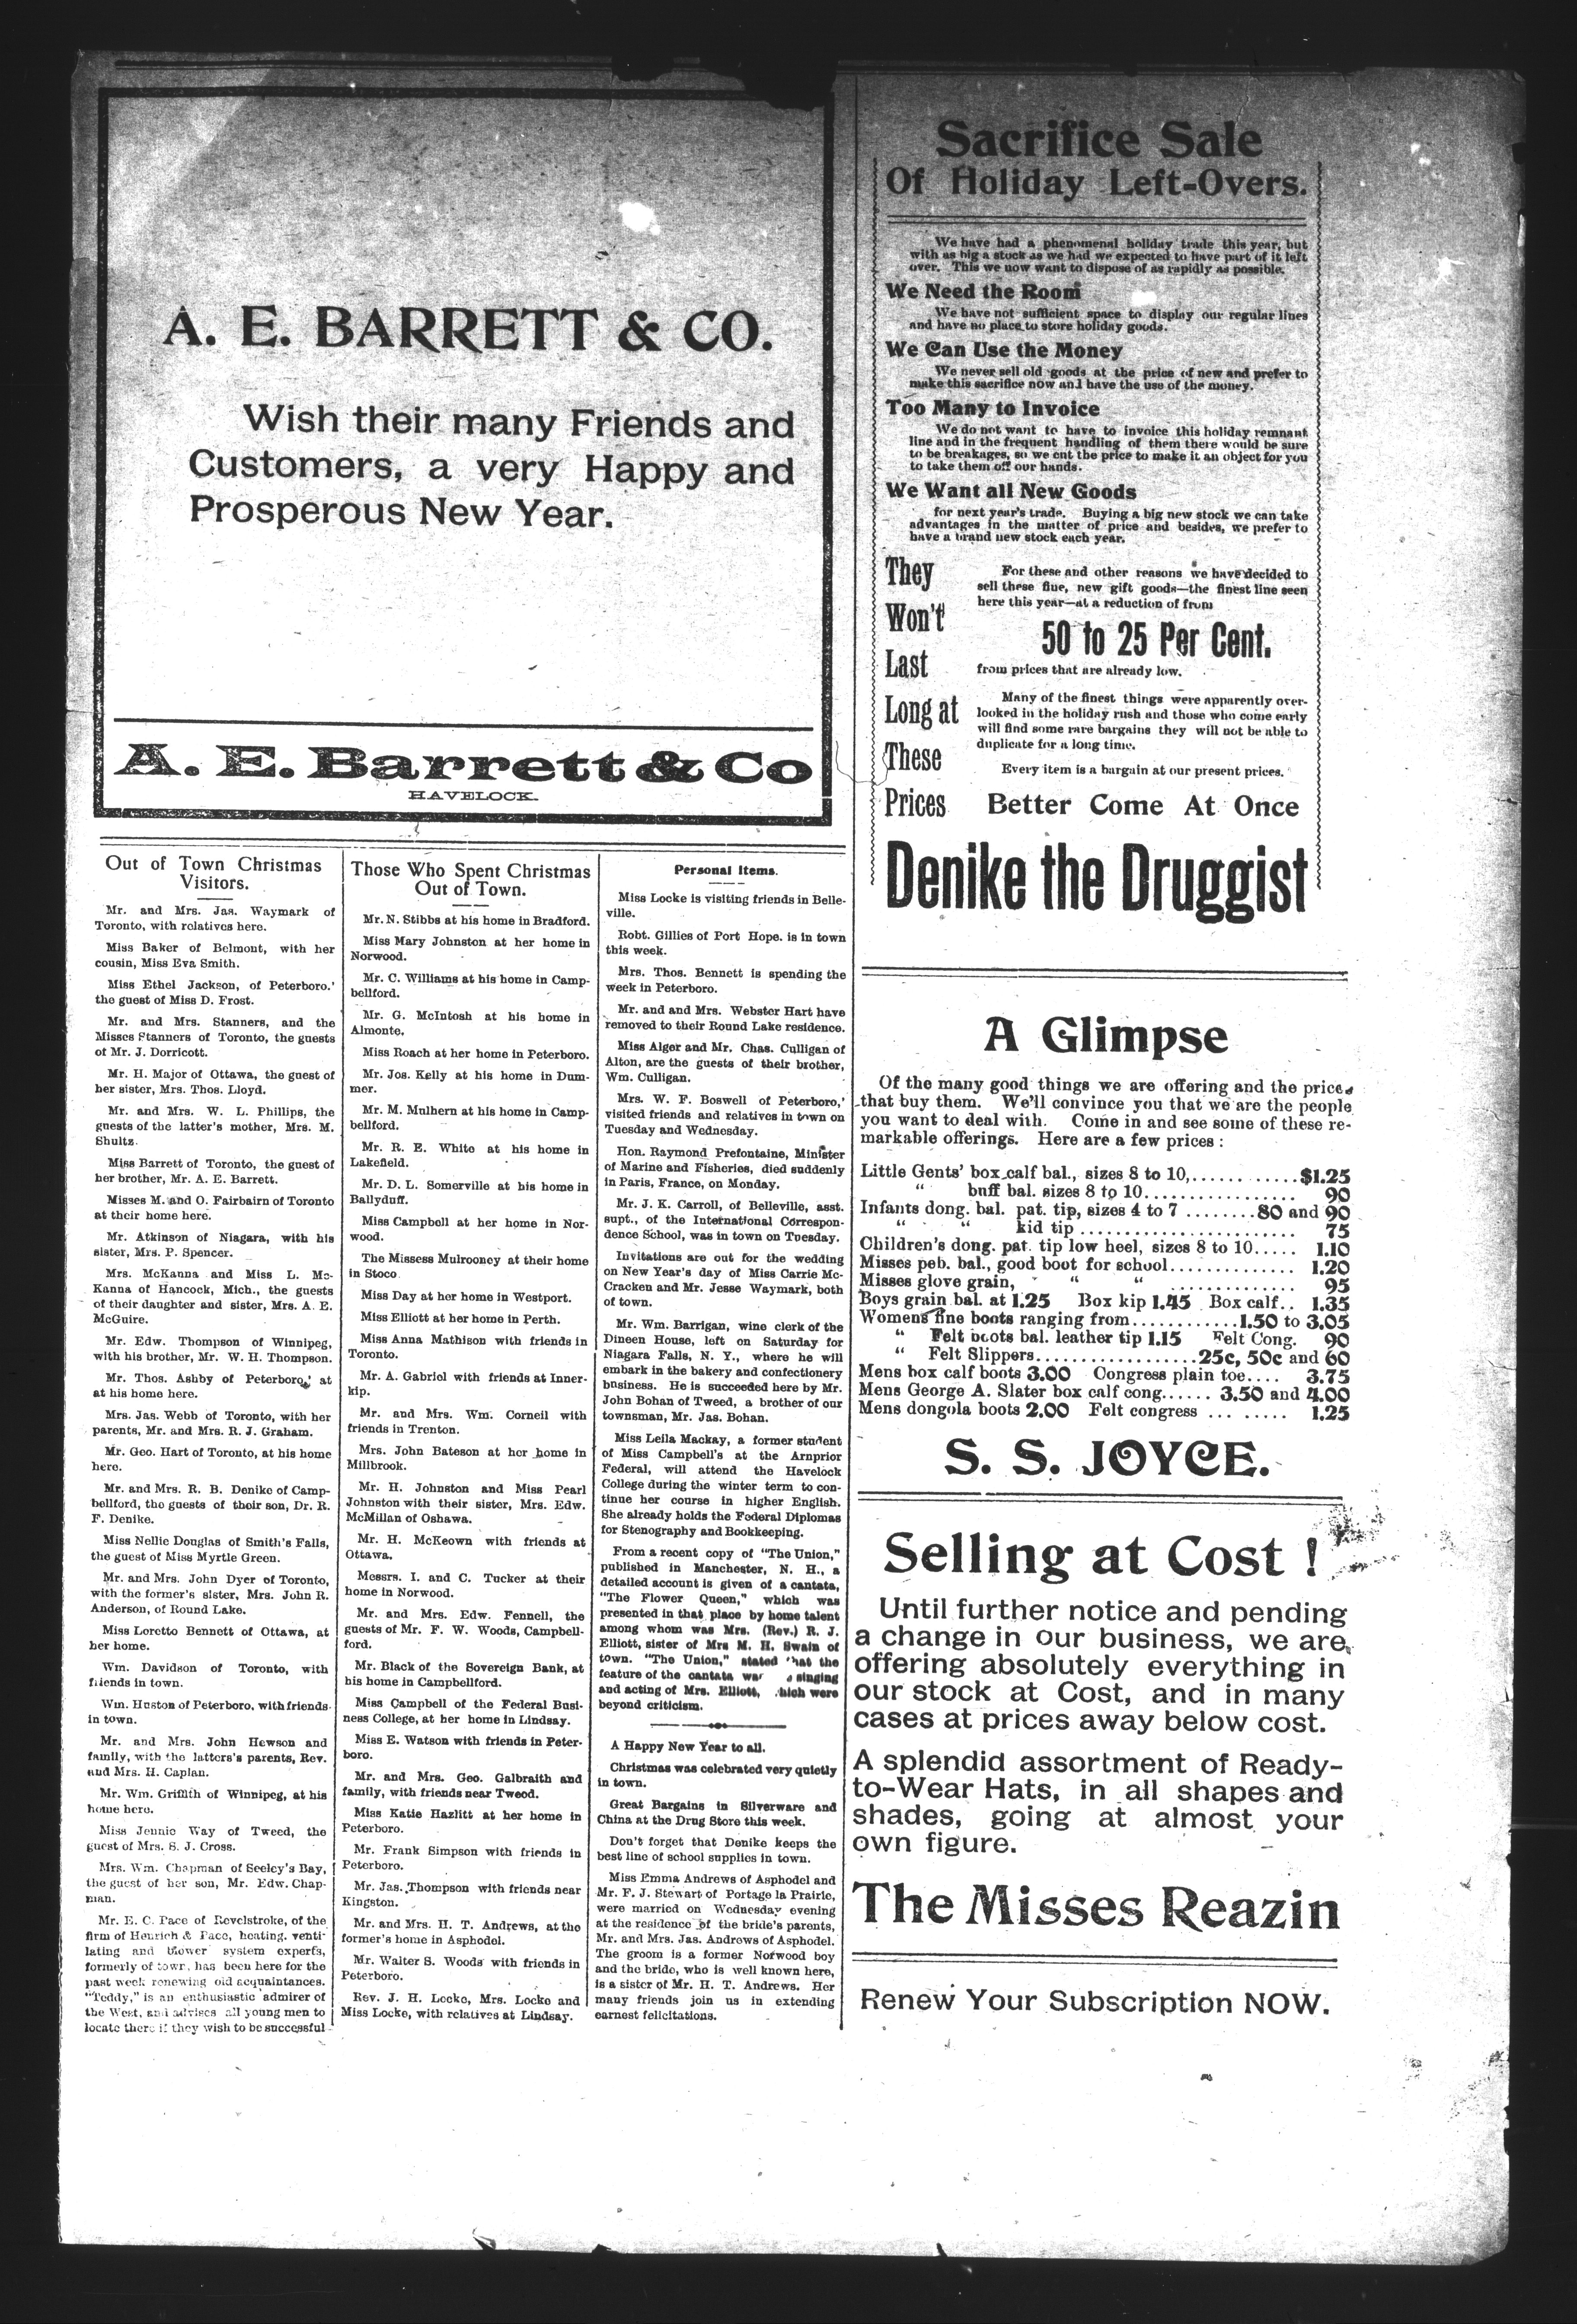 A. E. BARRETT & CO.
Wish their many Friends and
Customers, a very Happy and
Prosperous New Year.
A. E. Barrett & Co
HAVELOCK.
Out of Town Christmas
Visitors.
Mr. and Mrs. Jas. Waymark of
Toronto, with relatives here.
Miss Baker of Belmont, with her
cousin, Miss Eva Smith.
Miss Ethel Jackson, of Peterboro.'
the guest of Miss D. Frost.
Mr. and Mrs. Stanners, and the
Misses Stanners of Toronto, the guests
of Mr. J. Dorricott.
Mr. H. Major of Ottawa, the guest of
her sister, Mrs. Thos. Lloyd.
Mr. and Mrs. W. L. Phillips, the
guests of the latter's mother, Mrs. M.
Shultz.
Miss Barrett of Toronto, the guest of
her brother, Mr. A. E. Barrett.
Misses M. and O. Fairbairn of Toronto
at their home here.
Mr. Atkinson of Niagara, with his
sister, Mrs. P. Spencer.
Mrs. McKanna and Miss L. Mc-
Kanna of Hancock, Mich., the guests
of their daughter and sister, Mrs. A. E.
McGuire.
Mr. Edw. Thompson of Winnipeg,
with his brother, Mr. W. H. Thompson.
Mr. Thos. Ashby of Peterboro,' at
at his home here.
Mrs. Jas. Webb of Toronto, with her
parents, Mr. and Mrs. R. J. Graham.
Mr. Geo. Hart of Toronto, at his home
here.
Mr. and Mrs. R. B. Denike of Camp-
bellford, the guests of their son, Dr. R.
F. Denike.
Miss Nellie Douglas of Smith's Falls,
the guest of Miss Myrtle Green.
Mr. and Mrs. John Dyer of Toronto,
with the former's sister, Mrs. John R.
Anderson, of Round Lake.
Miss Loretto Bennett of Ottawa, at
her home.
Wm. Davidson of Toronto, with
friends in town.
Wm. Huston of Peterboro, with friends
in town.
Mr. and Mrs. John Hewson and
family, with the latters's parents, Rev.
and Mrs. H. Caplan.
Mr. Wm. Griffith of Winnipeg, at his
home here.
Miss Jennie Way of Tweed, the
guest of Mrs. S. J. Cross.
Mrs. Wm. Chapman of Seeley's Bay,
the guest of her son, Mr. Edw. Chap-
man.
Mr. E. C. Pace of Revelstroke, of the
firm of Henrich & Pace, heating, venti-
lating and blower system experts,
formerly of town, has been here for the
past week renewing old acquaintances.
"Teddy," is an enthusiastic admirer of
the West, and advises all young men to
locate there if they wish to be successful
Those Who Spent Christmas
Out of Town.
Mr. N. Stibbs at his home in Bradford.
Miss Mary Johnston at her home in
Norwood.
Mr. C. Williams at his home in Camp-
bellford.
Mr. G. McIntosh at his home in
Almonte.
Miss Roach at her home in Peterboro.
Mr. Jos. Kelly at his home in Dum-
mer.
Mr. M. Mulhern at his home in Camp-
bellford.
Mr. R. E. White at his home in
Lakefield.
Mr. D. L. Somerville at his home in
Ballyduff.
Miss Campbell at her home in Nor-
wood.
The Missess Mulrooney at their home
in Stoco
Miss Day at her home in Westport.
Miss Elliott at her home in Perth.
Miss Anna Mathison with friends in
Toronto.
Mr. A. Gabriol with friends at Inner-
kip.
Mr. and Mrs. Wm. Corneil with
friends in Trenton.
Mrs. John Bateson at her home in
Millbrook.
Mr. H. Johnston and Miss Pearl
Johnston with their sister, Mrs. Edw.
McMillan of Oshawa.
Mr. H. McKeown with friends at
Ottawa.
Messrs. I. and C. Tucker at their
home in Norwood.
Mr. and Mrs. Edw. Fennell, the
guests of Mr. F. W. Woods, Campbell-
ford.
Mr. Black of the Sovereign Bank, at
his home in Campbellford.
Miss Campbell of the Federal Busi-
ness College, at her home in Lindsay.
Miss E. Watson with friends in Peter-
boro.
Mr. and Mrs. Geo. Galbraith and
family, with friends near Tweed.
Miss Katie Hazlitt at her home in
Peterboro.
Mr. Frank Simpson with friends in
Peterboro.
Mr. Jas. Thompson with friends near
Kingston.
Mr. and Mrs. H. T. Andrews, at the
former's home in Asphodel.
Mr. Walter S. Woods with friends in
Peterboro.
Rev. J. H. Locke, Mrs. Locke and
Miss Locke, with relatives at Lindsay.
Personal Items.
Miss Locke is visiting friends in Belle-
ville.
Robt. Gillies of Port Hope. is in town
this week.
Mrs. Thos. Bennett is spending the
week in Peterboro.
Mr. and and Mrs. Webster Hart have
removed to their Round Lake residence.
Miss Alger and Mr. Chas. Culligan of
Alton, are the guests of their brother,
Wm. Culligan.
Mrs. W. F. Boswell of Peterboro,'
visited friends and relatives in town on
Tuesday and Wednesday.
Hon. Raymond Prefontaine, Minister
of Marine and Fisheries, died suddenly
in Paris, France, on Monday.
Mr. J. K. Carroll, of Belleville, asst.
supt., of the International Correspon-
dence School, was in town on Tuesday.
Invitations are out for the wedding
on New Year's day of Miss Carrie Mc-
Cracken and Mr. Jesse Waymark, both
of town.
Mr. Wm. Barrigan, wine clerk of the
Dineen House, left on Saturday for
Niagara Falls, N. Y., where he will
embark in the bakery and confectionery
business. He is succeeded here by Mr.
John Bohan of Tweed, a brother of our
townsman, Mr. Jas. Bohan.
Miss Leila Mackay, a former student
of Miss Campbell's at the Arnprior
Federal, will attend the Havelock
College during the winter term to con-
tinue her course in higher English.
She already holds the Federal Diplomas
for Stenography and Bookkeeping.
From a recent copy of "The Union,"
published in Manchester, N. H., a
detailed account is given of a cantata,
"The Flower Queen," which was
presented in that place by home talent
among whom was Mrs. (Rev.) R. J.
Elliott, sister of Mrs M. H. Swain of
town. "The Union," stated that the
feature of the cantata singing
and acting of Mrs. Elliott, which were
beyond criticism.
A Happy New Year to all.
Christmas was celebrated very quietly
in town.
Great Bargains in Silverware and
China at the Drug Store this week.
Don't forget that Denike keeps the
best line of school supplies in town.
Miss Emma Andrews of Asphodel and
Mr. F. J. Stewart of Portage la Prairie,
were married on Wednesday evening
at the residence of the bride's parents,
Mr. and Mrs. Jas. Andrews of Asphodel.
The groom is a former Norwood boy
and the bride, who is well known here,
is a sister of Mr. H. T. Andrews. Her
many friends join us in extending
earnest felicitations.
Sacrifice Sale
Of Holiday Left-Overs.
We have had a phenomenal holiday trade this year, but
with as big a stock as we had we expected to have part of it left
over. This we now want to dispose of as rapidly as possible.
We Need the Room
We have not sufficient space to display our regular lines
and have no place to store holiday goods.
We Can Use the Money
We never sell old goods at the price of new and prefer to
make this sacrifice now and have the use of the money.
Too Many to Invoice
We do not want to have to invoice this holiday remnant
line and in the frequent handling of them there would be sure
to be breakages, so we cut the price to make it an object for you
to take them off our hands.
We Want all New Goods
for next year's trade. Buying a big new stock we can take
advantages in the matter of price and besides, we prefer to
have a brand new stock each year.
They
Won't
Last
Long at
These
Prices
For these and other reasons we have decided to
sell these fine, new gift goods—the finest line seen
here this year—at a reduction of from
50 to 25 Per Cent.
from prices that are already low.
Many of the finest things were apparently over-
looked in the holiday rush and those who come early
will find some rare bargains they will not be able to
duplicate for a long time.
Every item is a bargain at our present prices.
Better Come At Once
Denike the Druggist
A Glimpse
Of the many good things we are offering and the prices
that buy them. We'll convince you that we are the people
you want to deal with. Come in and see some of these re-
markable offerings. Here are a few prices :
Little Gents' box calf bal., sizes 8 to 10,............$1.25
" buff bal. sizes 8 to 10................ 90
Infants dong. bal. pat. tip, sizes 4 to 7 ........80 and 90
" " kid tip ......................... 75
Children's dong. pat. tip low heel, sizes 8 to 10..... 1.10
Misses peb. bal., good boot for school.............. 1.20
Misses glove grain, " " .............. 95
Boys grain bal. at 1.25 Box kip 1.45 Box calf.. 1.35
Womens fine boots ranging from............1.50 to 3.05
" Felt boots bal. leather tip 1.15 Felt Cong. 90
" Felt Slippers..................25c, 50c and 60
Mens box calf boots 3.00 Congress plain toe.... 3.75
Mens George A. Slater box calf cong...... 3.50 and 4.00
Mens dongola boots 2.00 Felt congress ... ..... 1.25
S. S. JOYCE.
Selling at Cost !
Until further notice and pending
a change in our business, we are
offering absolutely everything in
our stock at Cost, and in many
cases at prices away below cost.
A splendid assortment of Ready-
to-Wear Hats, in all shapes and
shades, going at almost your
own figure.
The Misses Reazin
Renew Your Subscription NOW.